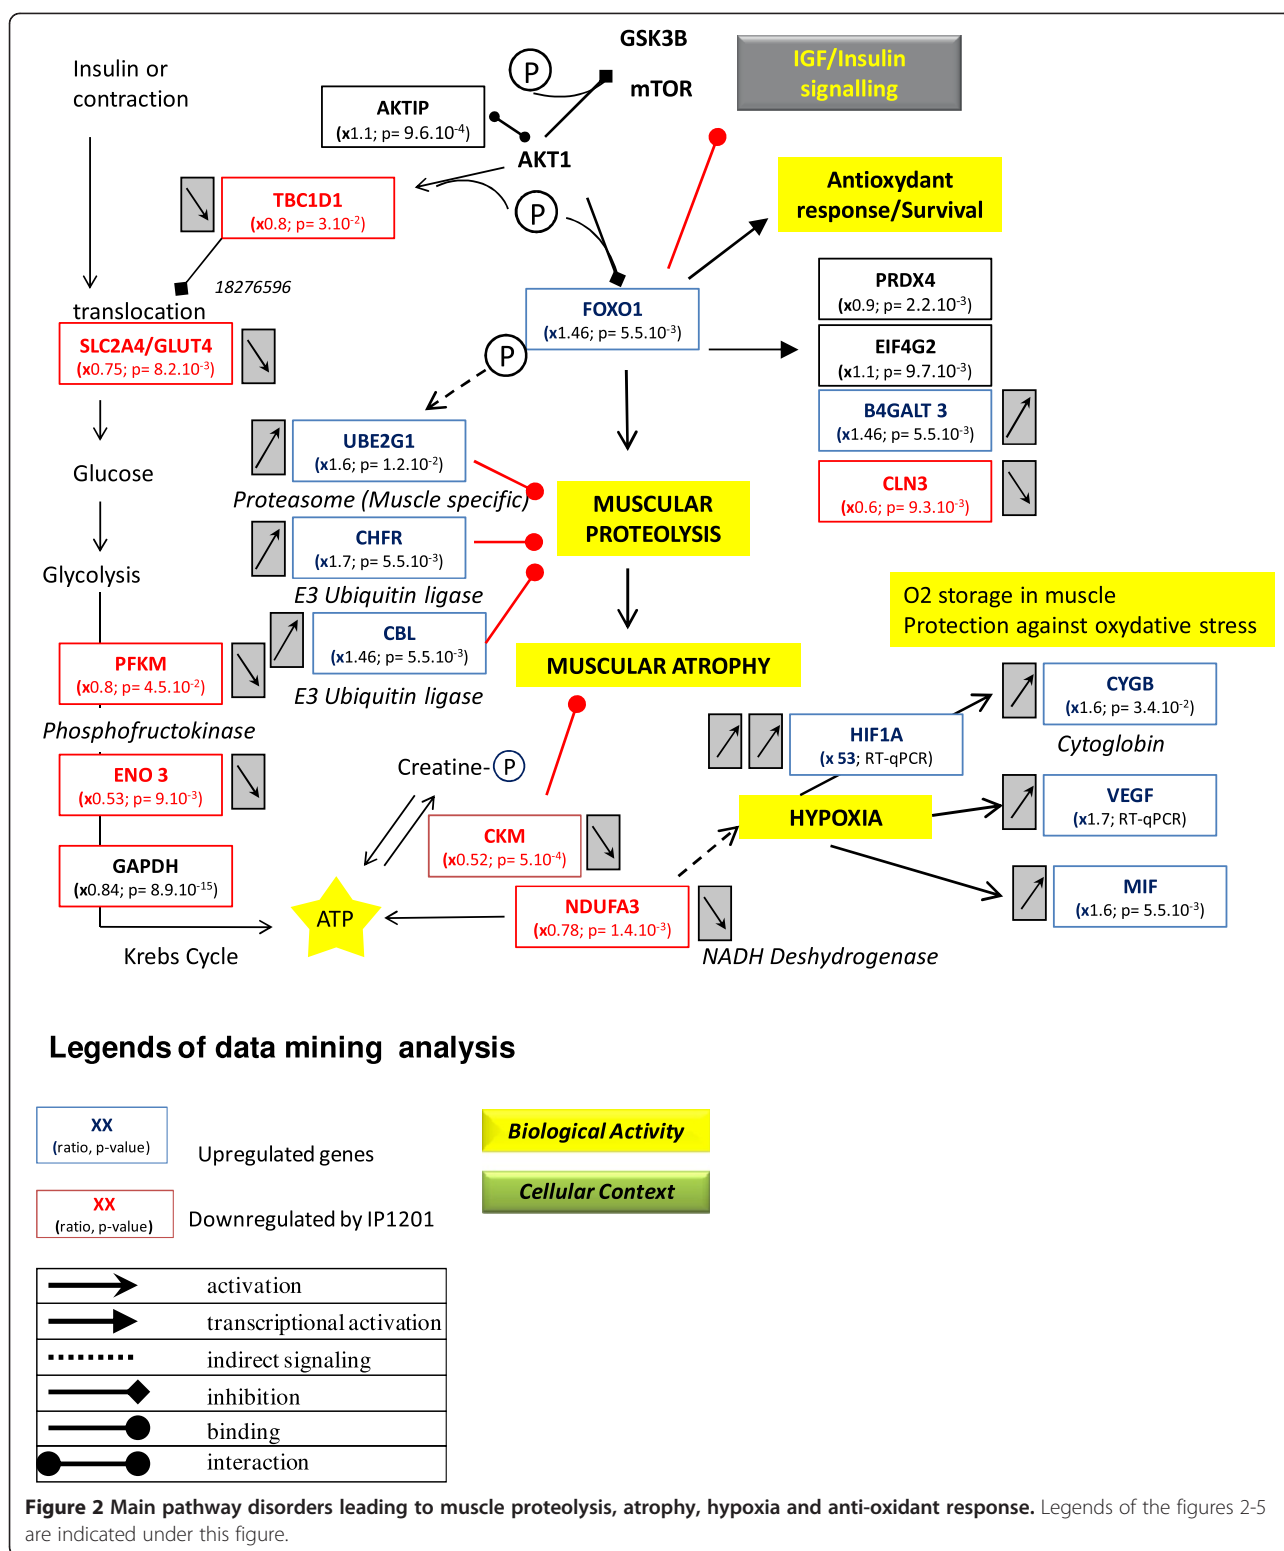 GSK3B
mTOR
P
IGF/Insulin
signalling
Insulin or
contraction
AKTIP
(x1.1; p= 9.6.10-4)
AKT1
TBC1D1
(x0.8; p= 3.10-2)
P
Antioxydant
response/Survival
18276596
translocation
SLC2A4/GLUT4
(x0.75; p= 8.2.10-3)
FOXO1
(x1.46; p= 5.5.10-3)
P
PRDX4
(x0.9; p= 2.2.10-3)
EIF4G2
(x1.1; p= 9.7.10-3)
B4GALT 3
(x1.46; p= 5.5.10-3)
CLN3
(x0.6; p= 9.3.10-3)
Glucose
UBE2G1
(x1.6; p= 1.2.10-2)
Proteasome (Muscle specific)
CHFR
(x1.7; p= 5.5.10-3)
E3 Ubiquitin ligase
CBL
(x1.46; p= 5.5.10-3)
E3 Ubiquitin ligase
MUSCULAR
PROTEOLYSIS
MUSCULAR ATROPHY
Glycolysis
PFKM
(x0.8; p= 4.5.10-2)
Phosphofructokinase
ENO 3
(x0.53; p= 9.10-3)
GAPDH
(x0.84; p= 8.9.10-15)
Krebs Cycle
ATP
Creatine-P
CKM
(x0.52; p= 5.10-4)
NDUFA3
(x0.78; p= 1.4.10-3)
NADH Deshydrogenase
O2 storage in muscle
Protection against oxydative stress
HIF1A
(x 53; RT-qPCR)
HYPOXIA
CYGB
(x1.6; p= 3.4.10-2)
Cytoglobin
VEGF
(x1.7; RT-qPCR)
MIF
(x1.6; p= 5.5.10-3)
Legends of data mining analysis
XX
(ratio, p-value)
Upregulated genes
XX
(ratio, p-value)
Downregulated by IP1201
Biological Activity
Cellular Context
activation
transcriptional activation
indirect signaling
inhibition
binding
interaction
Figure 2 Main pathway disorders leading to muscle proteolysis, atrophy, hypoxia and anti-oxidant response. Legends of the figures 2-5
are indicated under this figure.